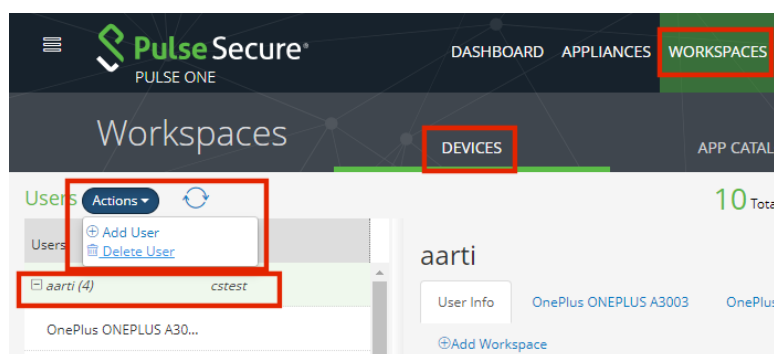 Pulse Secure®
PULSE ONE
DASHBOARD APPLIANCES WORKSPACES
Workspaces
DEVICES
APP CATAL
Users Actions
10 Tota
Users
Add User
Delete User
aarti
aarti (4) cstest
User Info OnePlus ONEPLUS A3003 OnePlus
OnePlus ONEPLUS A30...
Add Workspace